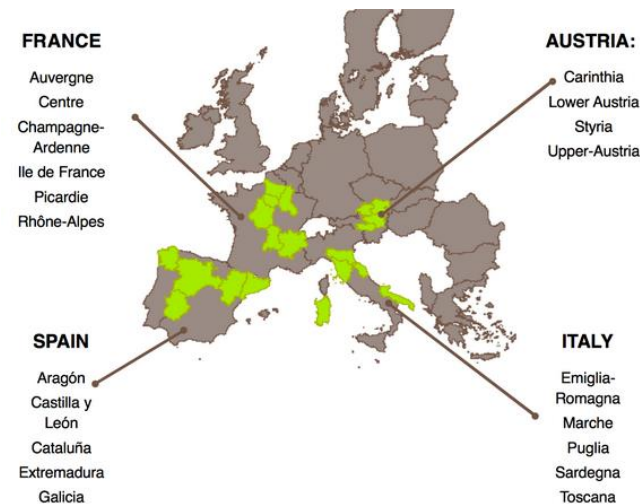 FRANCE
Auvergne
Centre
Champagne-
Ardenne
Ile de France
Picardie
Rhône-Alpes
AUSTRIA:
Carinthia
Lower Austria
Styria
Upper-Austria
SPAIN
Aragón
Castilla y
León
Cataluña
Extremadura
Galicia
ITALY
Emiglia-
Romagna
Marche
Puglia
Sardegna
Toscana